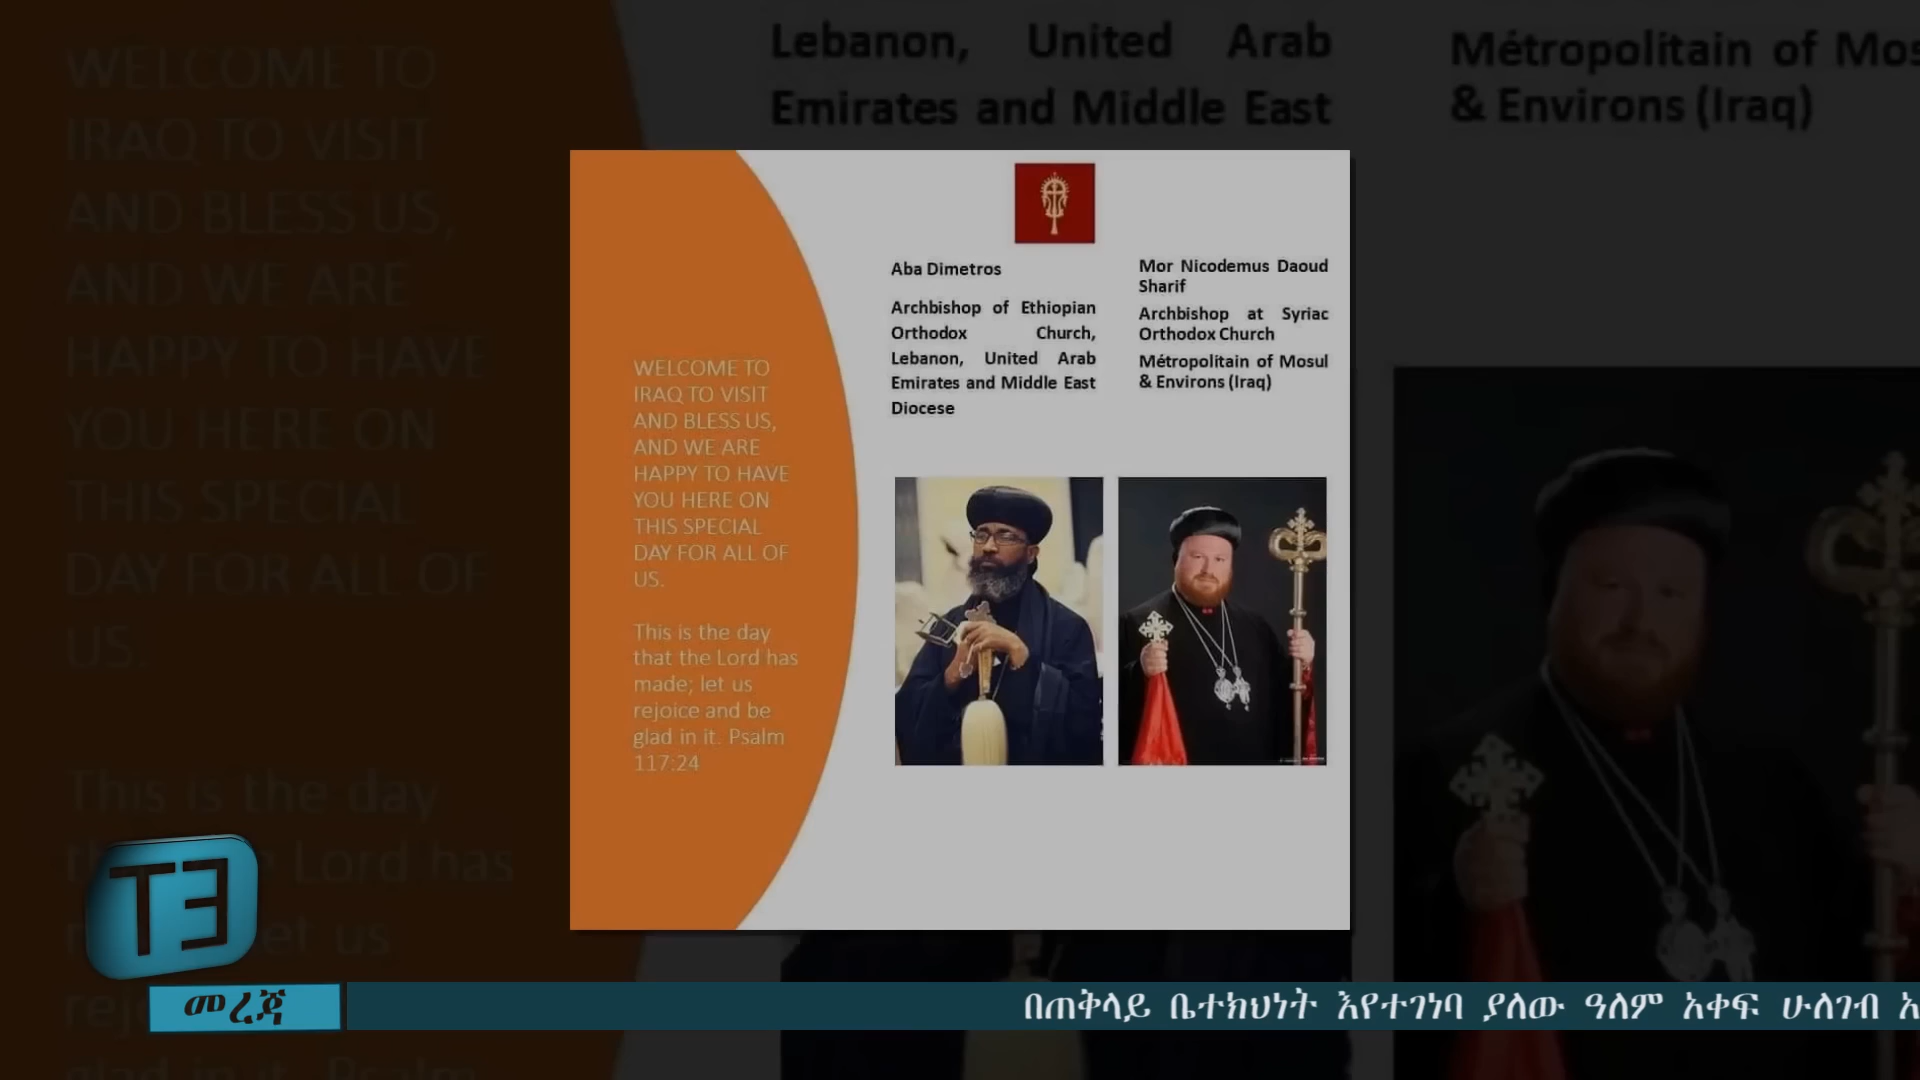 Lebanon, United Arab
Emirates and Middle East
Métropolitain of Mos
& Environs (Iraq)
WELCOME TO
IRAQ TO VISIT
AND BLESS US,
AND WE ARE
HAPPY TO HAVE
YOU HERE ON
THIS SPECIAL
DAY FOR ALL OF
US.
This is the day
Lord has
let us
Aba Dimetros
Archbishop of Ethiopian
Orthodox Church,
Lebanon, United Arab
Emirates and Middle East
Diocese
Mor Nicodemus Daoud
Sharif
Archbishop at Syriac
Orthodox Church
Métropolitain of Mosul
& Environs (Iraq)
WELCOME TO
IRAQ TO VISIT
AND BLESS US,
AND WE ARE
HAPPY TO HAVE
YOU HERE ON
THIS SPECIAL
DAY FOR ALL OF
US.
This is the day
that the Lord has
made; let us
rejoice and be
glad in it. Psalm
117:24
መረጃ
በጠቅላይ ቤተክህነት እየተገነባ ያለው ዓለም አቀፍ ሁለገብ አ